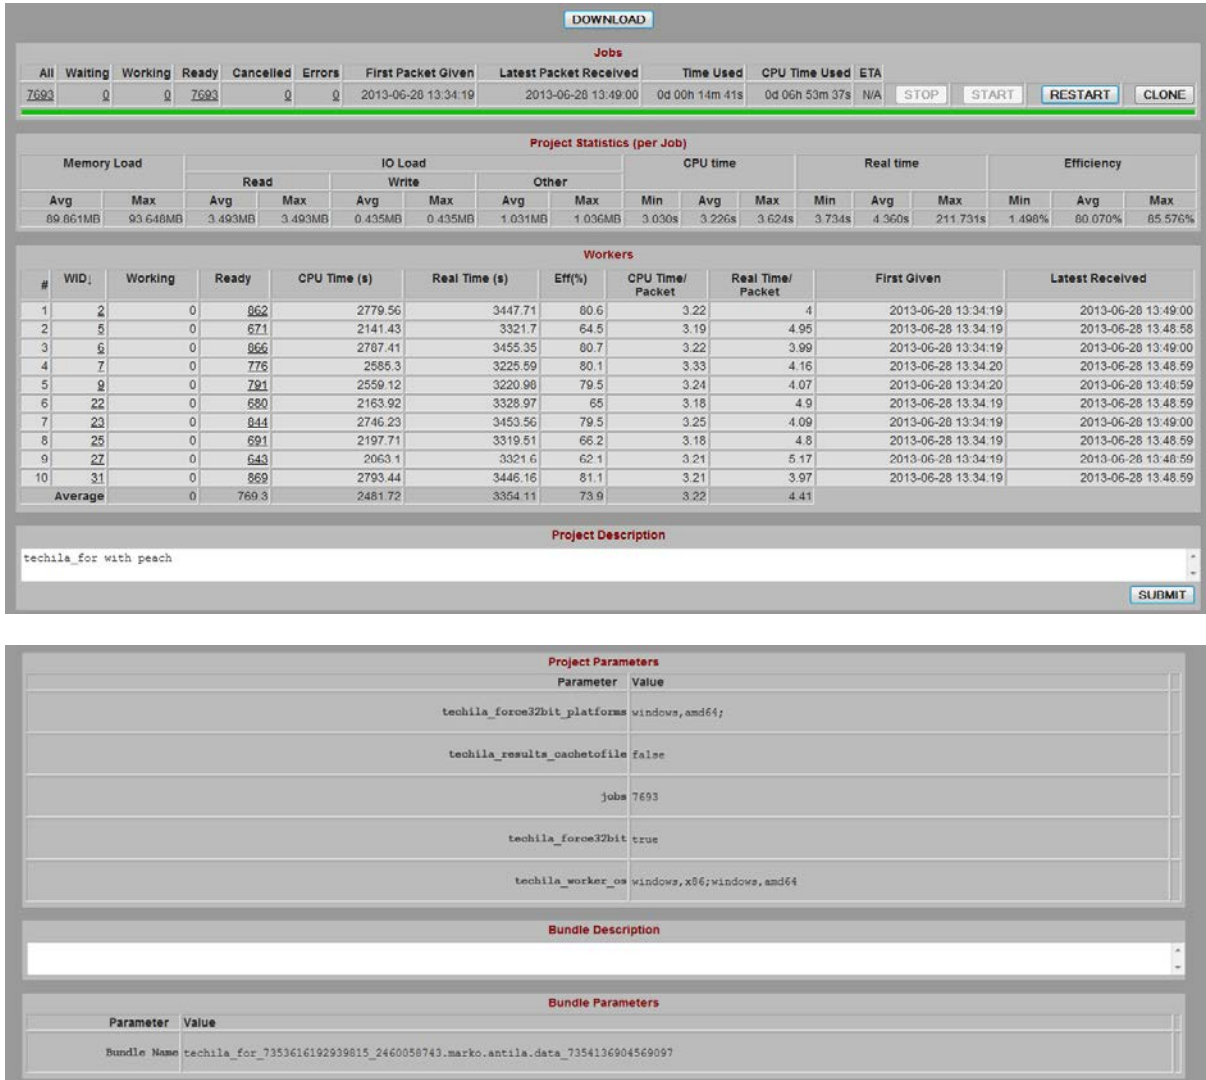 DOWNLOAD
Jobs
All Waiting Working Ready Cancelled Errors First Packet Given Latest Packet Received Time Used CPU Time Used ETA
7693 0 0 7693 0 0 2013-06-28 13:34:19 2013-06-28 13:49:00 0d 00h 14m 41s 0d 06h 53m 37s N/A STOP START RESTART CLONE
Project Statistics (per Job)
Memory Load IO Load CPU time Real time Efficiency
Read Write Other
Avg Max Avg Max Avg Max Avg Max Min Avg Max Min Avg Max Min Avg Max
89.861MB 93.648MB 3.493MB 3.493MB 0.435MB 0.435MB 1.031MB 1.036MB 3.030s 3.226s 3.624s 3.734s 4.360s 211.731s 1.498% 80.070% 85.576%
Workers
# WID↓ Working Ready CPU Time (s) Real Time (s) Eff(%) CPU Time/ Real Time/ First Given Latest Received
Packet Packet
1 2 0 862 2779.56 3447.71 80.6 3.22 4 2013-06-28 13:34:19 2013-06-28 13:49:00
2 5 0 671 2141.43 3321.7 64.5 3.19 4.95 2013-06-28 13:34:19 2013-06-28 13:48:58
3 6 0 866 2787.41 3455.35 80.7 3.22 3.99 2013-06-28 13:34:19 2013-06-28 13:49:00
4 7 0 776 2585.3 3225.59 80.1 3.33 4.16 2013-06-28 13:34:20 2013-06-28 13:48:59
5 9 0 791 2559.12 3220.98 79.5 3.24 4.07 2013-06-28 13:34:20 2013-06-28 13:48:59
6 22 0 680 2163.92 3328.97 65 3.18 4.9 2013-06-28 13:34:19 2013-06-28 13:48:59
7 23 0 844 2746.23 3453.56 79.5 3.25 4.09 2013-06-28 13:34:19 2013-06-28 13:49:00
8 25 0 691 2197.71 3319.51 66.2 3.18 4.8 2013-06-28 13:34:19 2013-06-28 13:48:59
9 27 0 643 2063.1 3321.6 62.1 3.21 5.17 2013-06-28 13:34:19 2013-06-28 13:48:59
10 31 0 869 2793.44 3446.16 81.1 3.21 3.97 2013-06-28 13:34:19 2013-06-28 13:48:59
Average 0 769.3 2481.72 3354.11 73.9 3.22 4.41
Project Description
techila_for with peach
SUBMIT
Project Parameters
Parameter Value
techila_force32bit_platforms windows,amd64;
techila_results_cachetofile false
jobs 7693
techila_force32bit true
techila_worker_os windows,x86;windows,amd64
Bundle Description
Bundle Parameters
Parameter Value
Bundle Name techila_for_7353616192939815_2460058743.marko.antila.data_7354136904569097